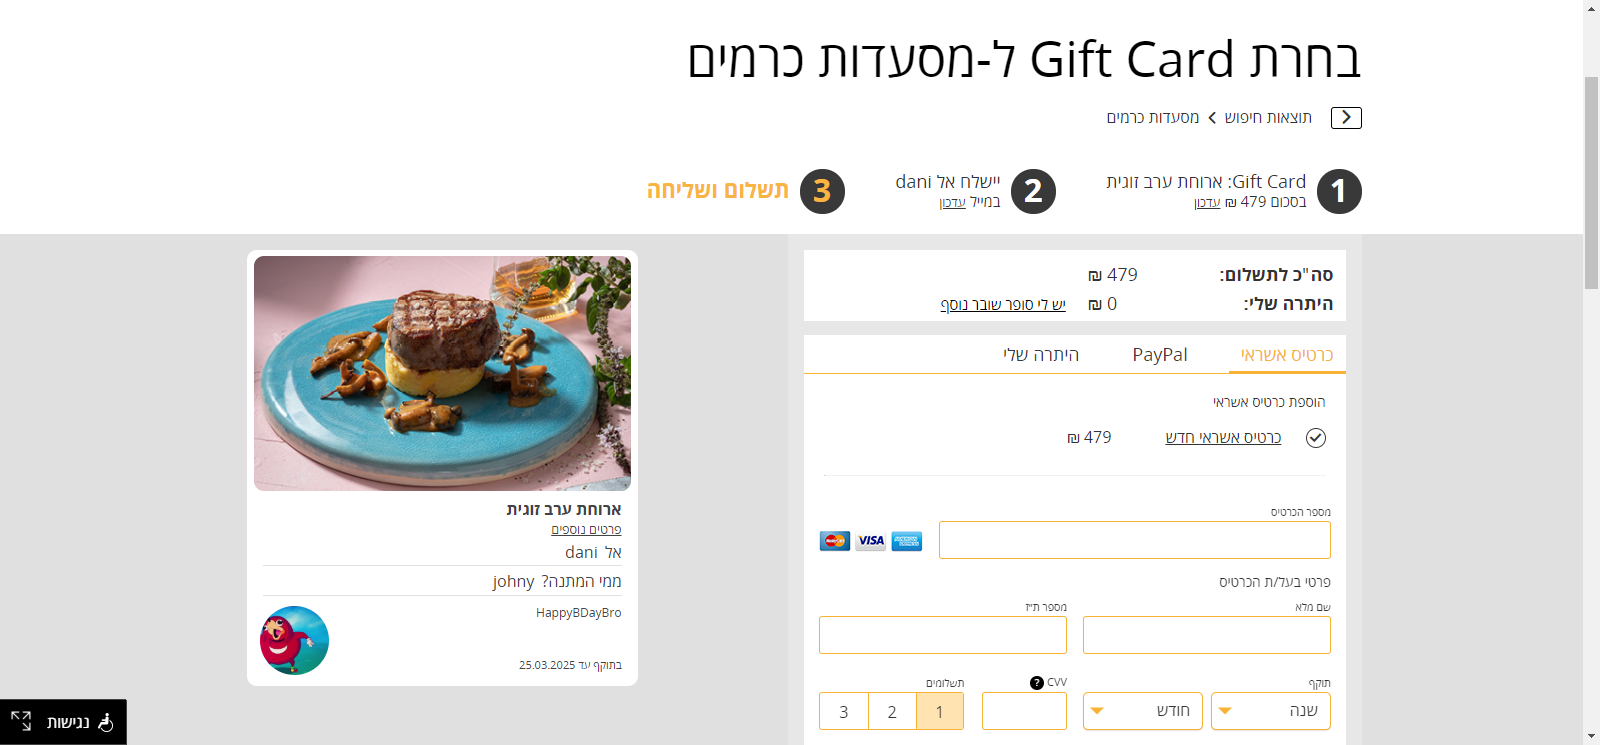 בחרת Gift Card ל-מסעדות כרמים
תוצאות חיפוש
מסעדות כרמים
1
Gift Card: ארוחת ערב זוגית
בסכום 479 ₪ עדכון
2
יישלח אל dani
במייל עדכון
3
תשלום ושליחה
סה"כ לתשלום: 479 ₪
היתרה שלי: 0 ₪ יש לי סופר שובר נוסף
כרטיס אשראי
PayPal
היתרה שלי
הוספת כרטיס אשראי
כרטיס אשראי חדש 479 ₪
מספר הכרטיס
VISA
פרטי בעל/ת הכרטיס
שם מלא
מספר ת"ז
תוקף
שנה
חודש
CVV ?
תשלומים
1
2
3
ארוחת ערב זוגית
פרטים נוספים
אל dani
ממי המתנה? johny
HappyBDayBro
בתוקף עד 25.03.2025
נגישות